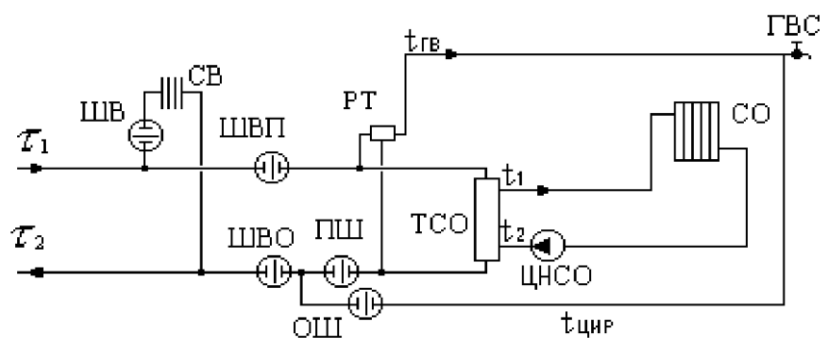 ГВС
tГВ
СВ
РТ
ШВ
СО
ШВП
τ1
t1
ТСО
τ2
ШВО
ПШ
t2
ЦНСО
ОШ
tЦИР